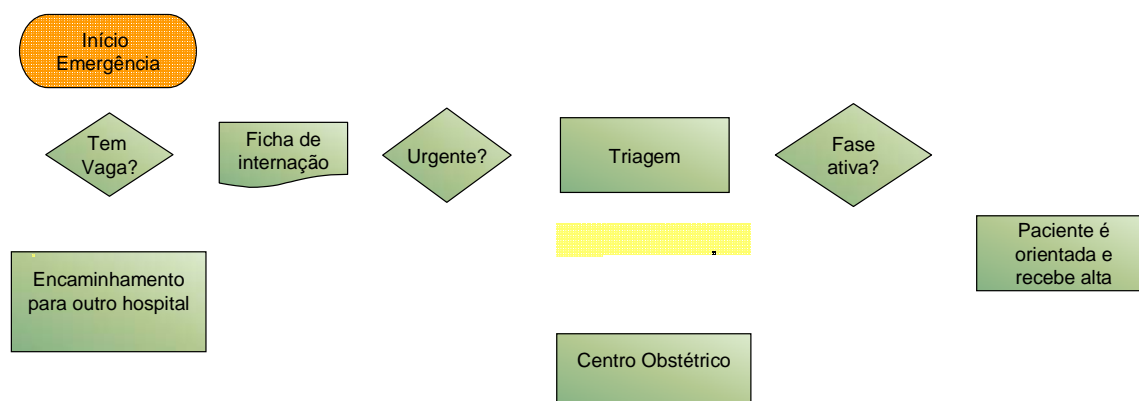 Início
Emergência
Tem
Vaga?
Ficha de
internação
Urgente?
Triagem
Fase
ativa?
Paciente é
orientada e
recebe alta
Encaminhamento
para outro hospital
Centro Obstétrico